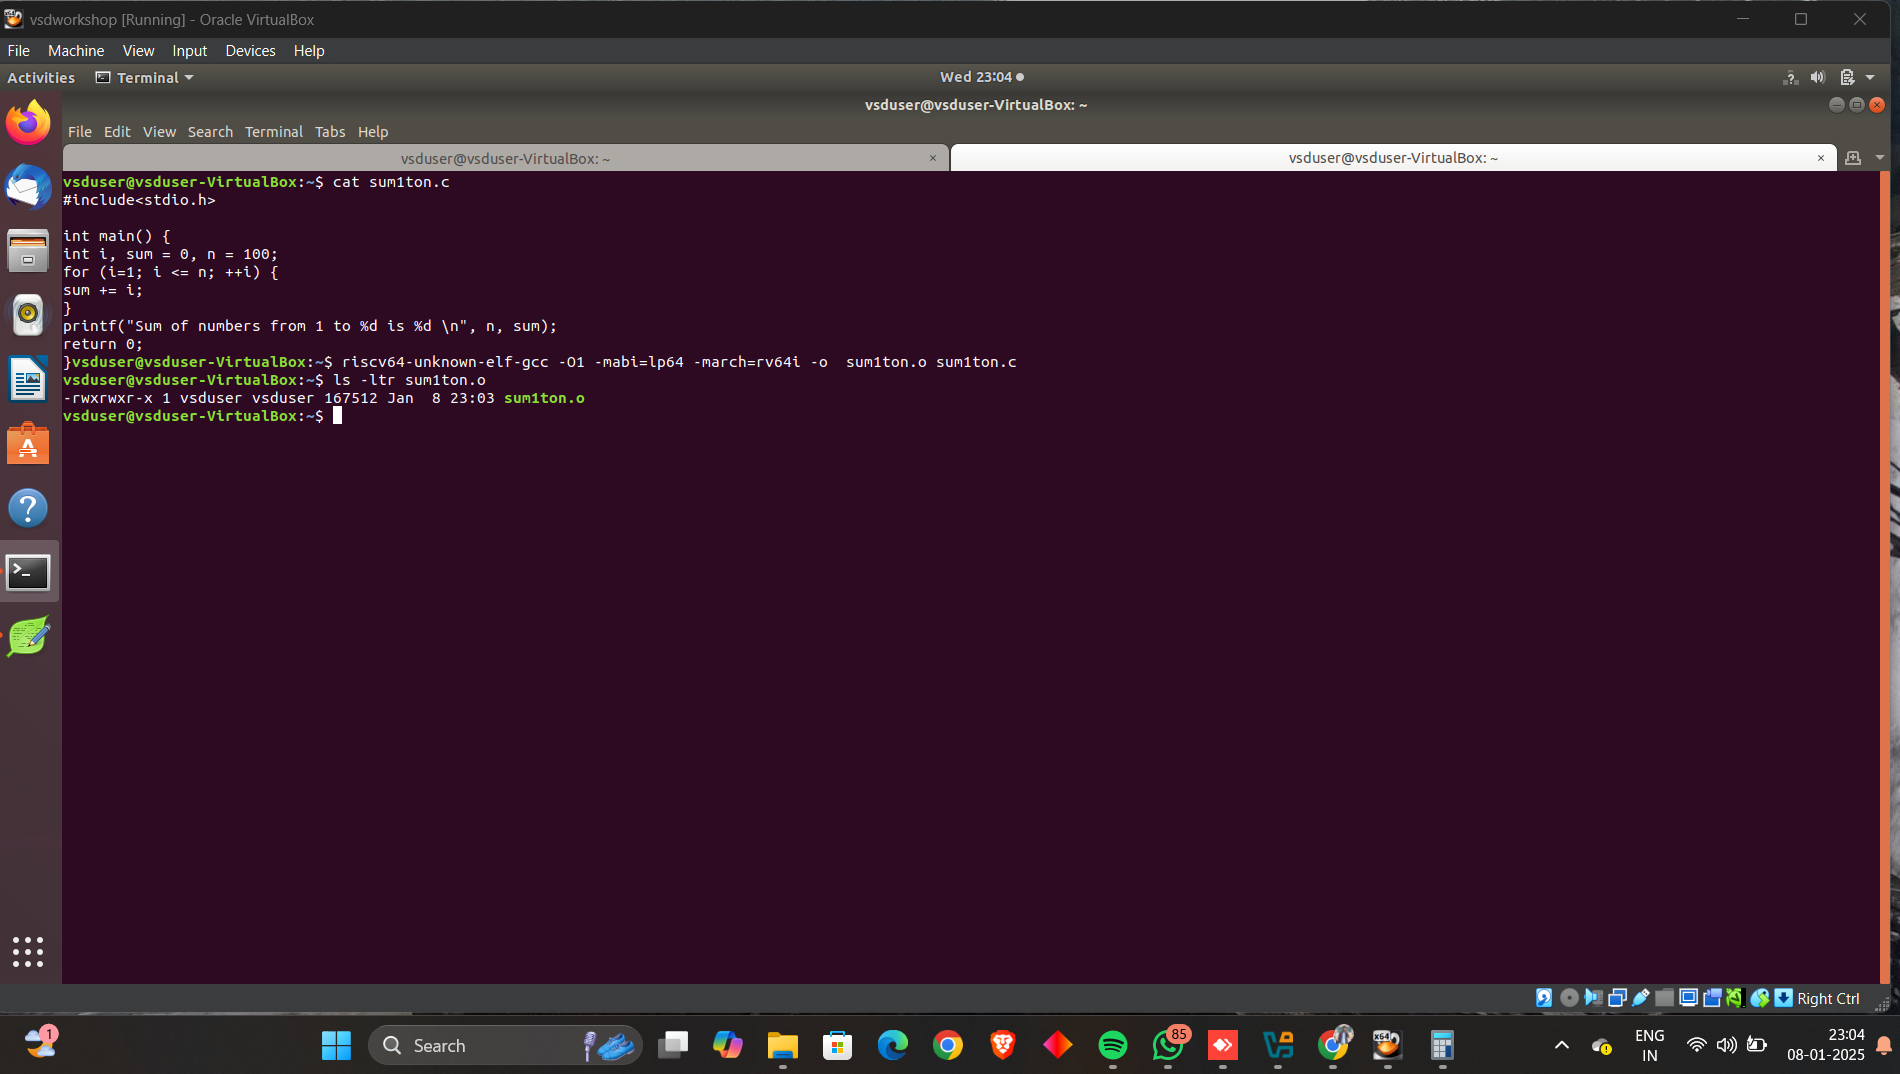 vsdworkshop [Running] - Oracle VirtualBox
File Machine View Input Devices Help
Activities Terminal Wed 23:04
vsduser@vsduser-VirtualBox: ~
File Edit View Search Terminal Tabs Help
vsduser@vsduser-VirtualBox: ~ × vsduser@vsduser-VirtualBox: ~ ×
vsduser@vsduser-VirtualBox:~$ cat sum1ton.c
#include<stdio.h>
int main() {
int i, sum = 0, n = 100;
for (i=1; i <= n; ++i) {
sum += i;
}
printf("Sum of numbers from 1 to %d is %d \n", n, sum);
return 0;
}vsduser@vsduser-VirtualBox:~$ riscv64-unknown-elf-gcc -O1 -mabi=lp64 -march=rv64i -o  sum1ton.o sum1ton.c
vsduser@vsduser-VirtualBox:~$ ls -ltr sum1ton.o
-rwxrwxr-x 1 vsduser vsduser 167512 Jan  8 23:03 sum1ton.o
vsduser@vsduser-VirtualBox:~$
Right Ctrl
1
Search
85
ENG
IN
23:04
08-01-2025